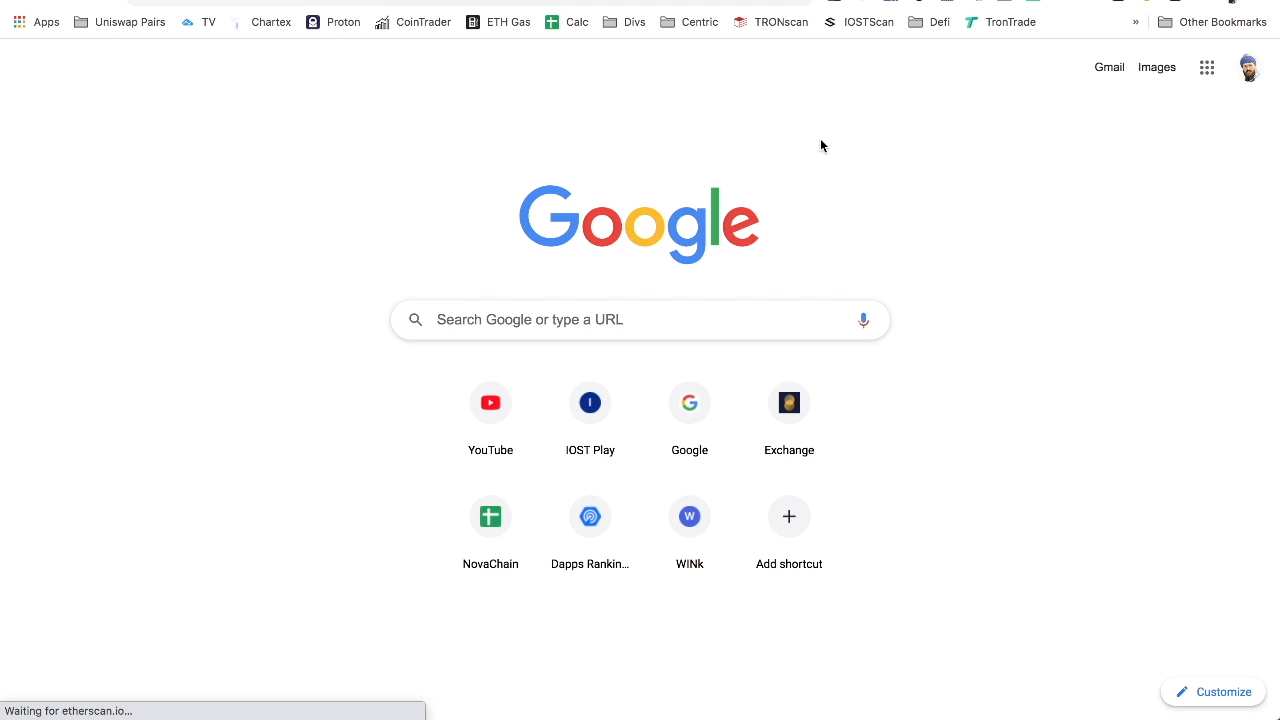 Apps Uniswap Pairs TV Chartex Proton CoinTrader ETH Gas Calc Divs Centric TRONscan IOSTScan Defi TronTrade » Other Bookmarks
Gmail Images
Google
Search Google or type a URL
YouTube IOST Play Google Exchange
NovaChain Dapps Rankin... WINk Add shortcut
Customize
Waiting for etherscan.io...